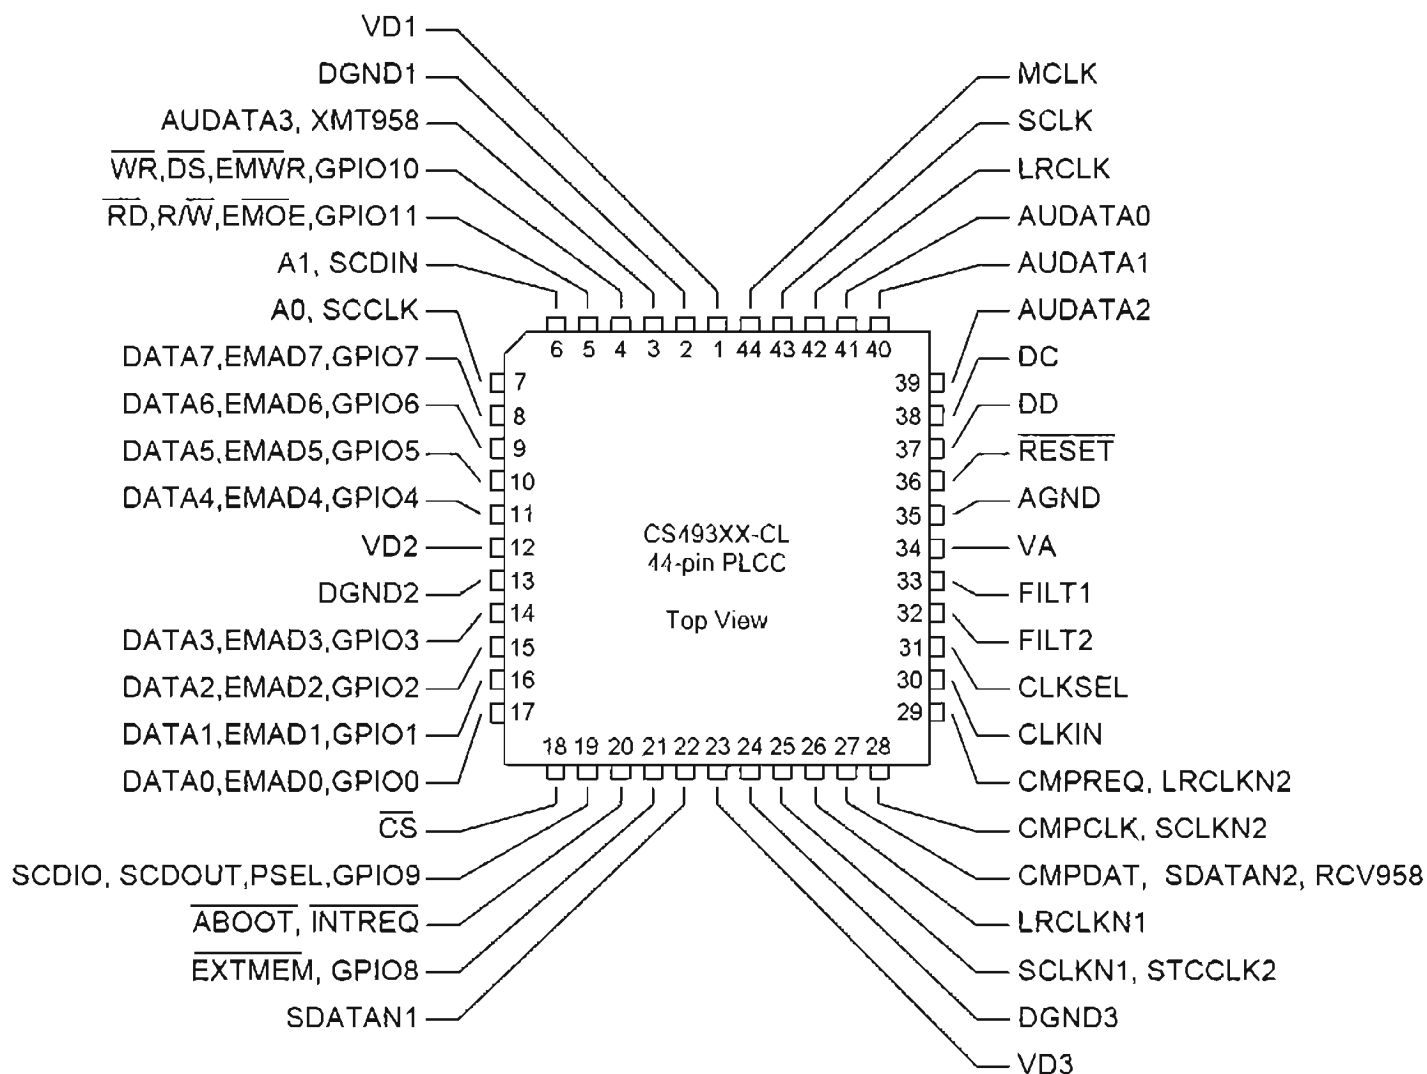 VD1
DGND1
AUDATA3, XMT958
WR,DS,EMWR,GPIO10
RD,R/W,EMOE,GPIO11
A1, SCDIN
A0, SCCLK
DATA7,EMAD7,GPIO7
DATA6,EMAD6,GPIO6
DATA5,EMAD5,GPIO5
DATA4,EMAD4,GPIO4
VD2
DGND2
DATA3,EMAD3,GPIO3
DATA2,EMAD2,GPIO2
DATA1,EMAD1,GPIO1
DATA0,EMAD0,GPIO0
CS
SCDIO, SCDOUT,PSEL,GPIO9
ABOOT, INTREQ
EXTMEM, GPIO8
SDATAN1
6 5 4 3 2 1 44 43 42 41 40
7
8
9
10
11
12
13
14
15
16
17
CS493XX-CL
44-pin PLCC
Top View
39
38
37
36
35
34
33
32
31
30
29
18 19 20 21 22 23 24 25 26 27 28
MCLK
SCLK
LRCLK
AUDATA0
AUDATA1
AUDATA2
DC
DD
RESET
AGND
VA
FILT1
FILT2
CLKSEL
CLKIN
CMPREQ, LRCLKN2
CMPCLK, SCLKN2
CMPDAT, SDATAN2, RCV958
LRCLKN1
SCLKN1, STCCLK2
DGND3
VD3